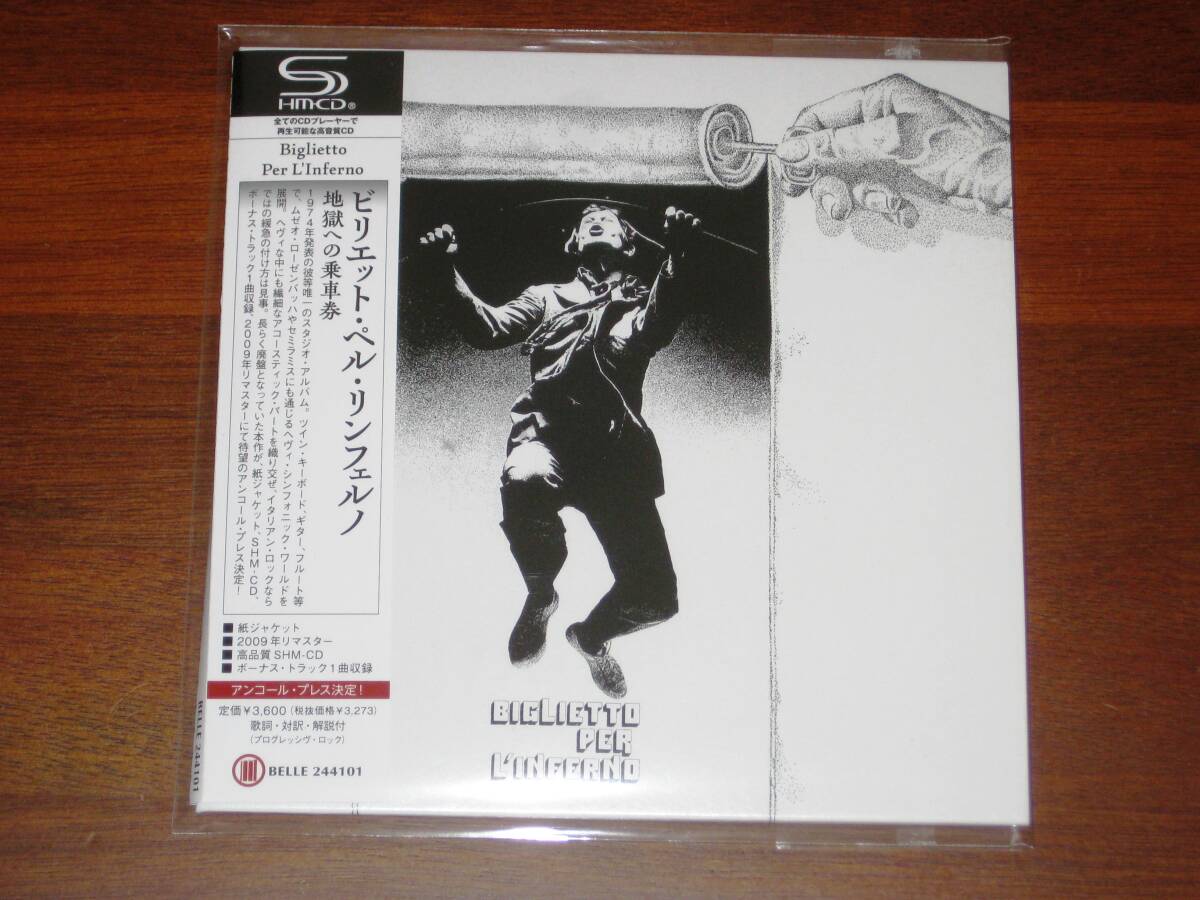 SHM-CD®
全てのCDプレーヤーで
再生可能な高音質CD
Biglietto
Per L'Inferno
ビリエット・ペル・リンフェルノ
地獄への乗車券
1974年発表の彼等唯一のスタジオ・アルバム。ツイン・キーボード、ギター、フルート等
で、ムゼオ・ローゼンバッハやセミラミスにも通じるヘヴィ・シンフォニック・ワールドを
展開。ヘヴィな中にも繊細なアコースティック・パートを織り交ぜ、イタリアン・ロックなら
ではの緩急の付け方は見事。長らく廃盤となっていた本作が、紙ジャケット、SHM-CD、
ボーナス・トラック1曲収録、2009年リマスターにて待望のアンコール・プレス決定!
■ 紙ジャケット
■ 2009年リマスター
■ 高品質SHM-CD
■ ボーナス・トラック1曲収録
アンコール・プレス決定!
定価¥3,600(税抜価格¥3,273)
歌詞・対訳・解説付
(プログレッシヴ・ロック)
BELLE 244101
BELLE 244101
BIGLIETTO
PER
L'INFERNO